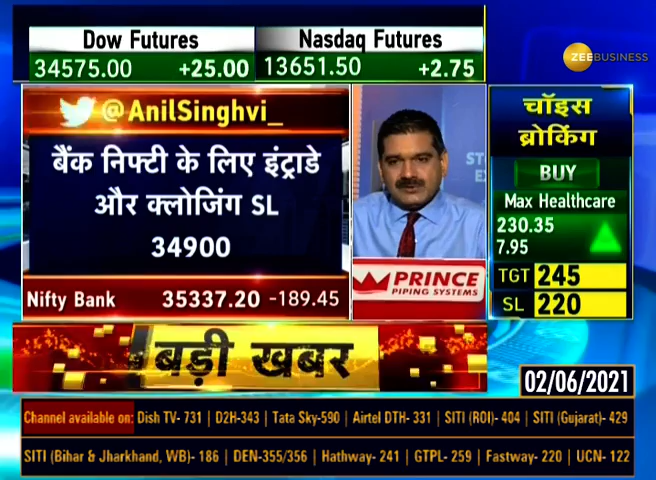 Dow Futures
34575.00 +25.00
Nasdaq Futures
13651.50 +2.75
ZEEBUSINESS
@AnilSinghvi_
बैंक निफ्टी के लिए इंट्राडे
और क्लोजिंग SL
34900
Nifty Bank 35337.20 -189.45
PRINCE
PIPING SYSTEMS
चॉइस
ब्रोकिंग
BUY
Max Healthcare
230.35
7.95
TGT 245
SL 220
बड़ी खबर
02/06/2021
Channel available on: Dish TV- 731 | D2H-343 | Tata Sky-590 | Airtel DTH- 331 | SITI (ROI)- 404 | SITI (Gujarat)- 429
SITI (Bihar & Jharkhand, WB)- 186 | DEN-355/356 | Hathway- 241 | GTPL- 259 | Fastway- 220 | UCN- 122